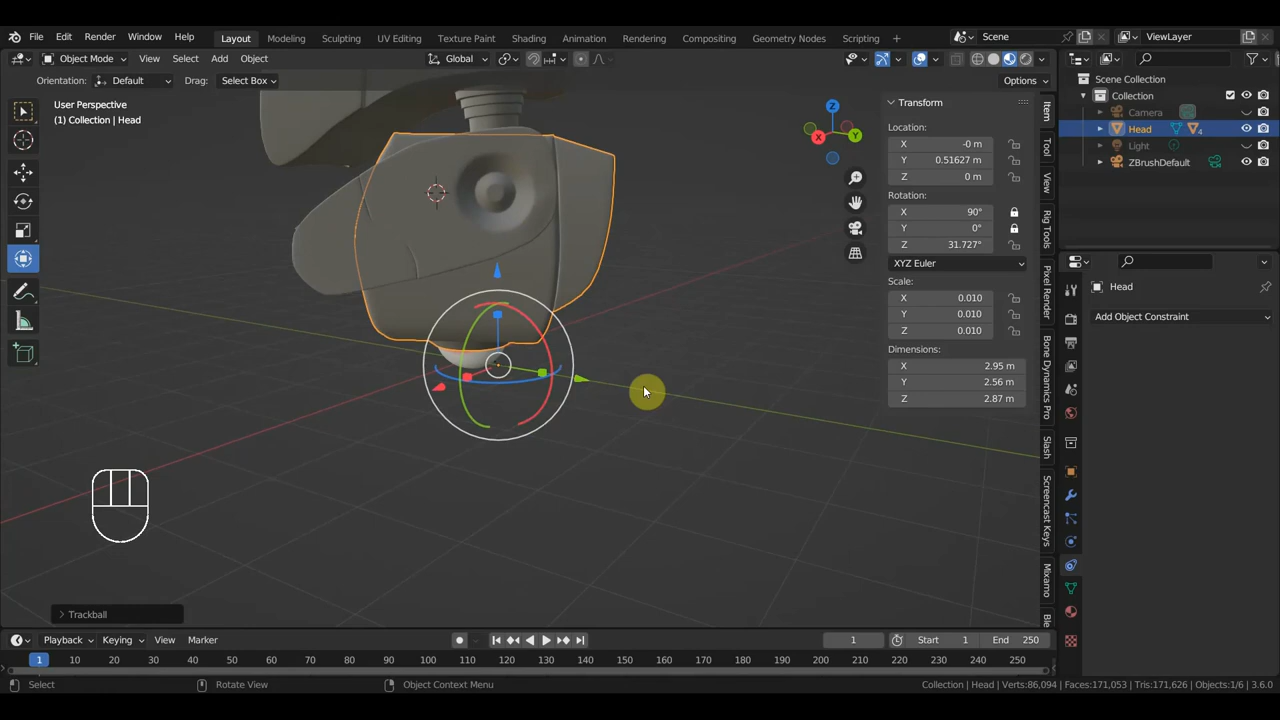 File Edit Render Window Help Layout Modeling Sculpting UV Editing Texture Paint Shading Animation Rendering Compositing Geometry Nodes Scripting + Scene ViewLayer
Object Mode View Select Add Object Global
Orientation: Default Drag: Select Box Options
User Perspective
(1) Collection | Head
Z
X
Y
Transform
Location:
X -0 m
Y 0.51627 m
Z 0 m
Rotation:
X 90°
Y 0°
Z 31.727°
XYZ Euler
Scale:
X 0.010
Y 0.010
Z 0.010
Dimensions:
X 2.95 m
Y 2.56 m
Z 2.87 m
Item
Tool
View
Rig Tools
Pixel Render
Bone Dynamics Pro
Slash
Screencast Keys
Mixamo
Ble
Scene Collection
Collection
Camera
Head 4
Light
ZBrushDefault
Head
Add Object Constraint
Trackball
Playback Keying View Marker 1 Start 1 End 250
1 10 20 30 40 50 60 70 80 90 100 110 120 130 140 150 160 170 180 190 200 210 220 230 240 250
Select Rotate View Object Context Menu Collection | Head | Verts:86,094 | Faces:171,053 | Tris:171,626 | Objects:1/6 | 3.6.0